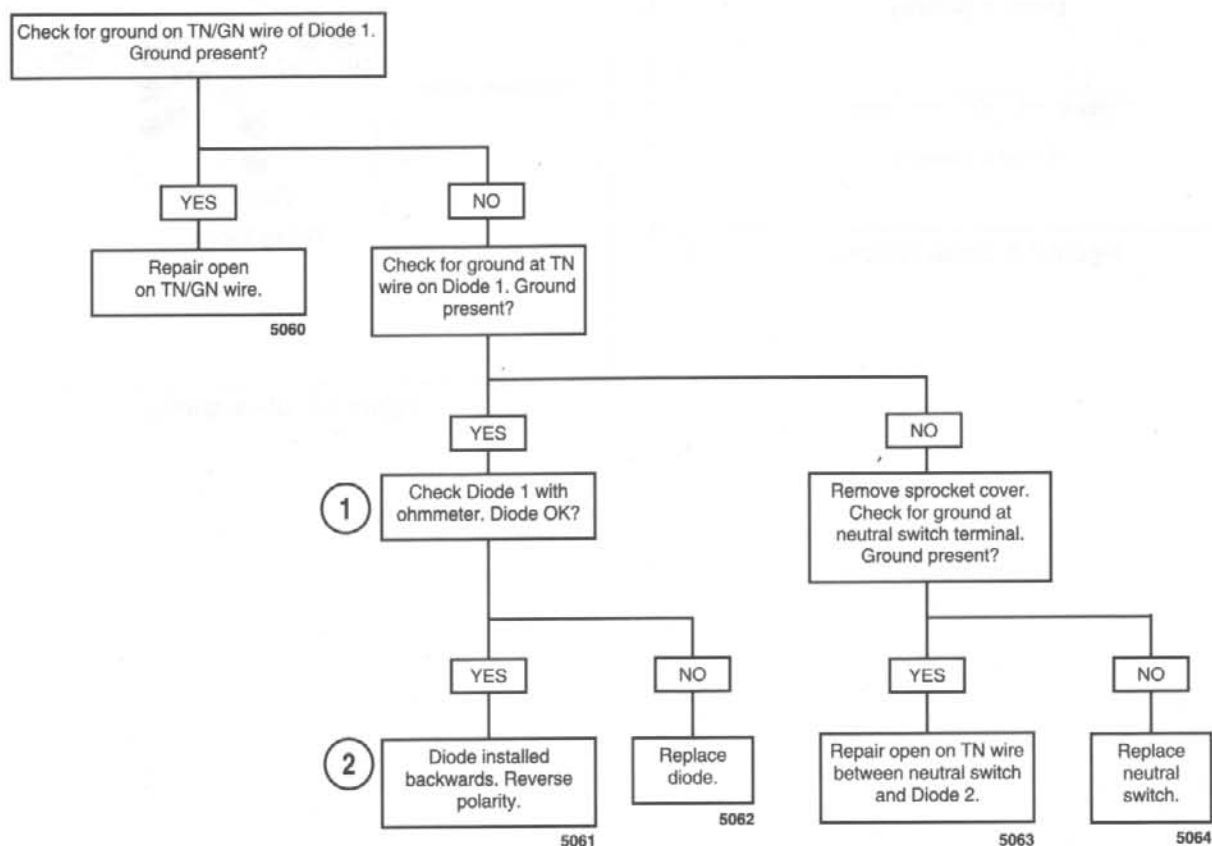 Check for ground on TN/GN wire of Diode 1.
Ground present?
YES
NO
Repair open
on TN/GN wire.
5060
Check for ground at TN
wire on Diode 1. Ground
present?
YES
NO
1
Check Diode 1 with
ohmmeter. Diode OK?
Remove sprocket cover.
Check for ground at
neutral switch terminal.
Ground present?
YES
NO
YES
NO
2
Diode installed
backwards. Reverse
polarity.
5061
Replace
diode.
5062
Repair open on TN wire
between neutral switch
and Diode 2.
5063
Replace
neutral
switch.
5064